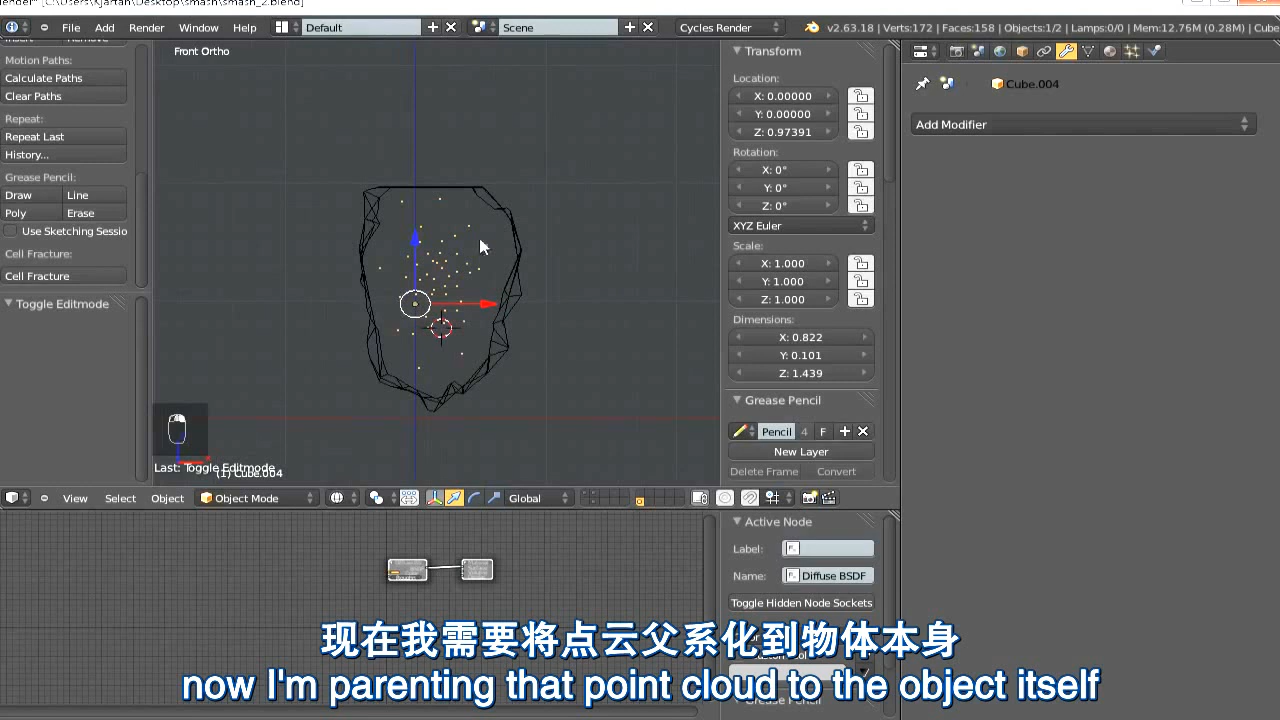 ender* [C:\Users\kjartan\Desktop\smash\smash_2.blend]
File Add Render Window Help Default Scene Cycles Render v2.63.18 | Verts:172 | Faces:158 | Objects:1/2 | Lamps:0/0 | Mem:12.76M (0.28M) | Cube
Motion Paths:
Calculate Paths
Clear Paths
Repeat:
Repeat Last
History...
Grease Pencil:
Draw Line
Poly Erase
Use Sketching Sessio
Cell Fracture:
Cell Fracture
Toggle Editmode
Front Ortho
Last: Toggle Editmode
(1) Cube.004
Transform
Location:
X: 0.00000
Y: 0.00000
Z: 0.97391
Rotation:
X: 0°
Y: 0°
Z: 0°
XYZ Euler
Scale:
X: 1.000
Y: 1.000
Z: 1.000
Dimensions:
X: 0.822
Y: 0.101
Z: 1.439
Grease Pencil
Pencil 4 F
New Layer
Delete Frame Convert
Cube.004
Add Modifier
View Select Object Object Mode Global
Active Node
Label:
Name: Diffuse BSDF
Toggle Hidden Node Sockets
现在我需要将点云父系化到物体本身
now I'm parenting that point cloud to the object itself